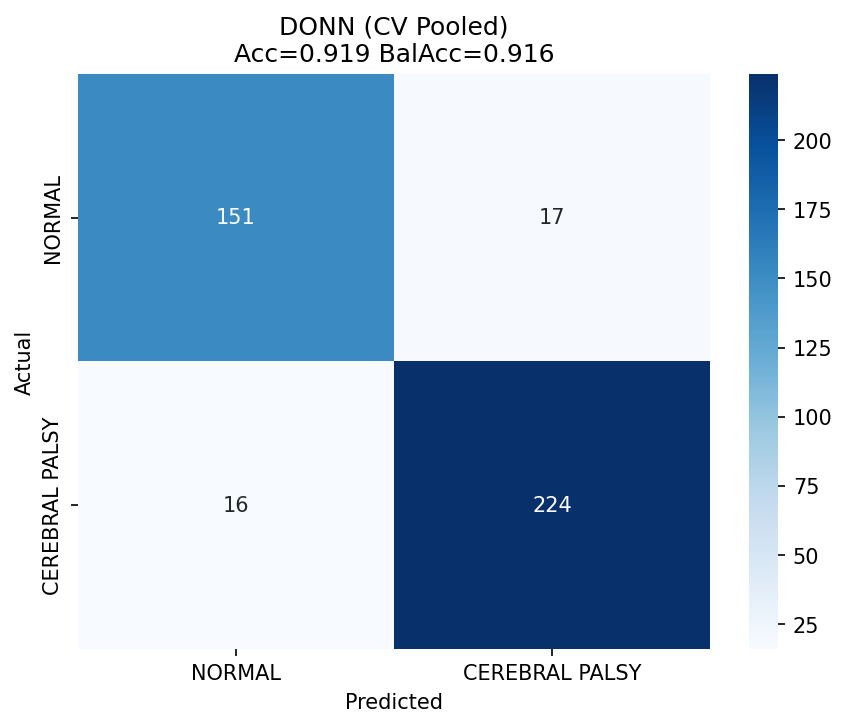 DONN (CV Pooled)
Acc=0.919 BalAcc=0.916
Actual
NORMAL
CEREBRAL PALSY
151
17
16
224
NORMAL
CEREBRAL PALSY
Predicted
200
175
150
125
100
75
50
25